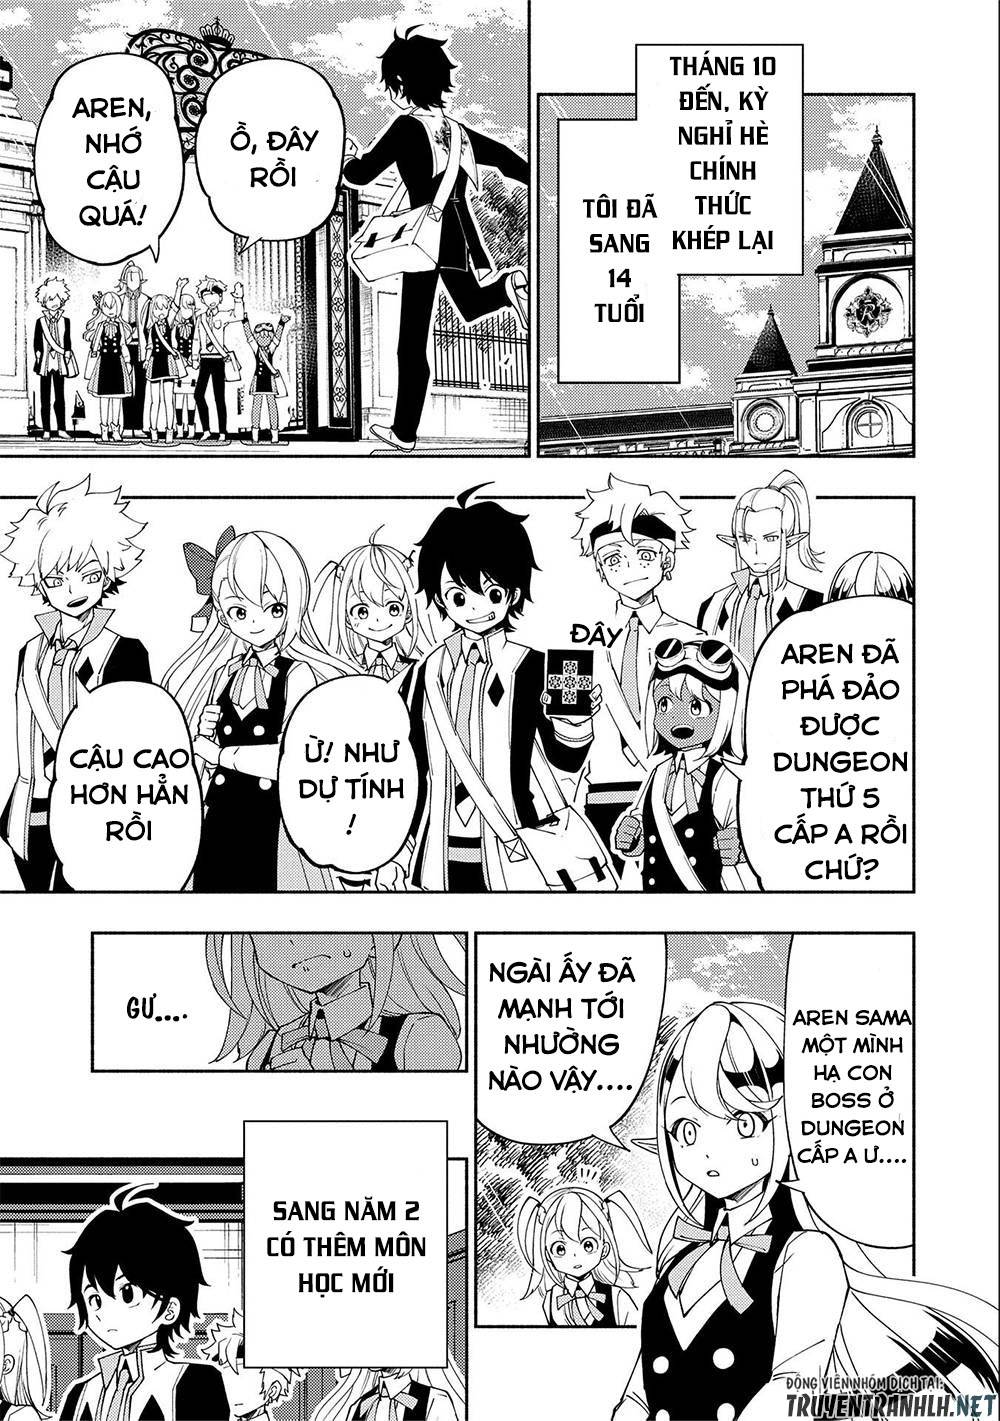 THÁNG 10
ĐẾN, KỲ
NGHỈ HÈ
CHÍNH
THỨC
KHÉP LẠI
TÔI ĐÃ
SANG
14
TUỔI
Ồ, ĐÂY
RỒI
AREN,
NHỚ
CẬU
QUÁ!
AREN ĐÃ
PHÁ ĐẢO
ĐƯỢC
DUNGEON
THỨ 5
CẤP A RỒI
CHỨ?
ĐÂY
Ừ! NHƯ
DỰ TÍNH
!
CẬU CAO
HƠN HẲN
RỒI
AREN SAMA
MỘT MÌNH
HẠ CON
BOSS Ở
DUNGEON
CẤP A Ư....
NGÀI ẤY ĐÃ
MẠNH TỚI
NHƯỜNG
NÀO VẬY....
GƯ....
SANG NĂM 2
CÓ THÊM MÔN
HỌC MỚI
ĐỘNG VIÊN NHÓM DỊCH TẠI:
TRUYENTRANHLH.NET